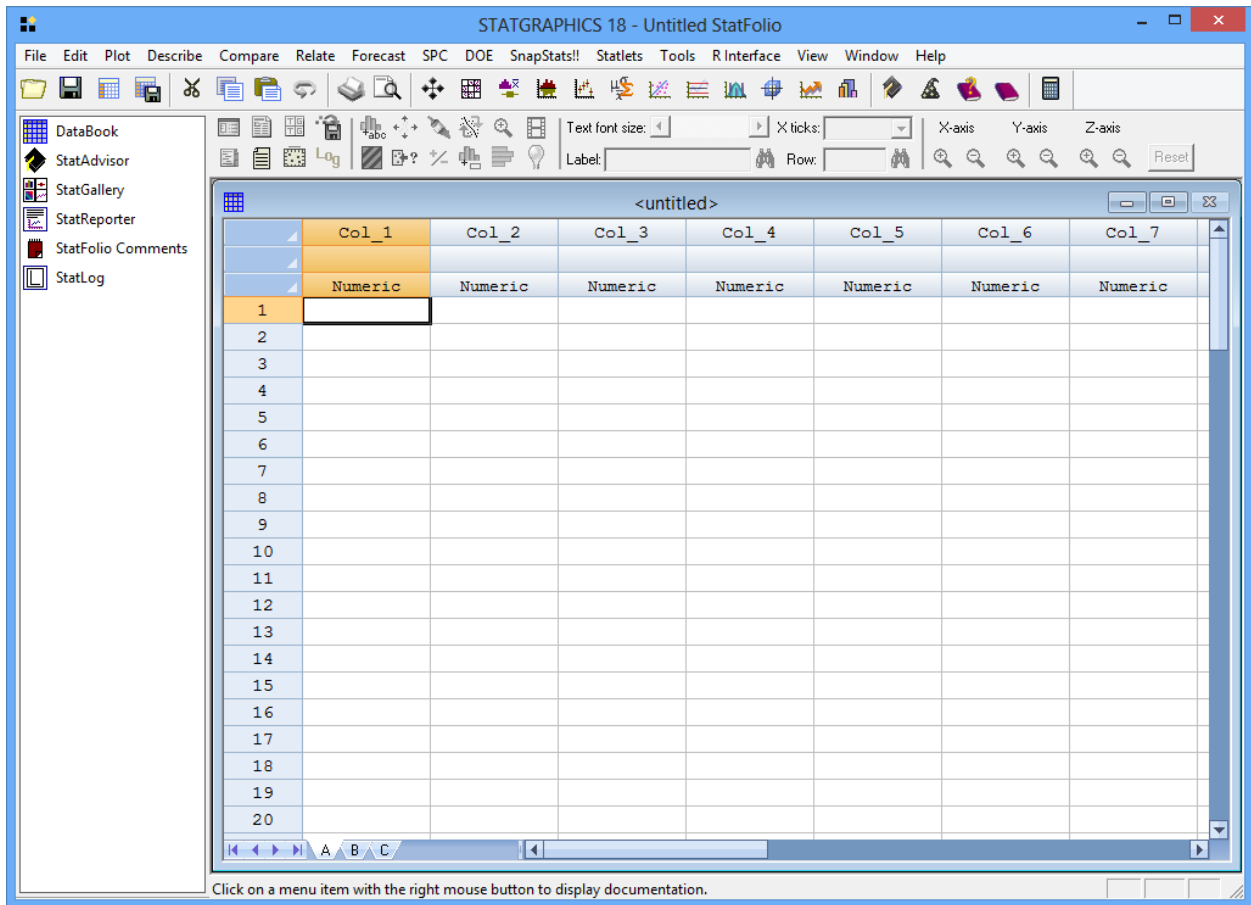 STATGRAPHICS 18 - Untitled StatFolio
File Edit Plot Describe Compare Relate Forecast SPC DOE SnapStats!! Statlets Tools R Interface View Window Help
DataBook
StatAdvisor
StatGallery
StatReporter
StatFolio Comments
StatLog
Text font size: X ticks: X-axis Y-axis Z-axis
Log Label: Row: Reset
<untitled>
Col_1 Col_2 Col_3 Col_4 Col_5 Col_6 Col_7
Numeric Numeric Numeric Numeric Numeric Numeric Numeric
1
2
3
4
5
6
7
8
9
10
11
12
13
14
15
16
17
18
19
20
A B C
Click on a menu item with the right mouse button to display documentation.